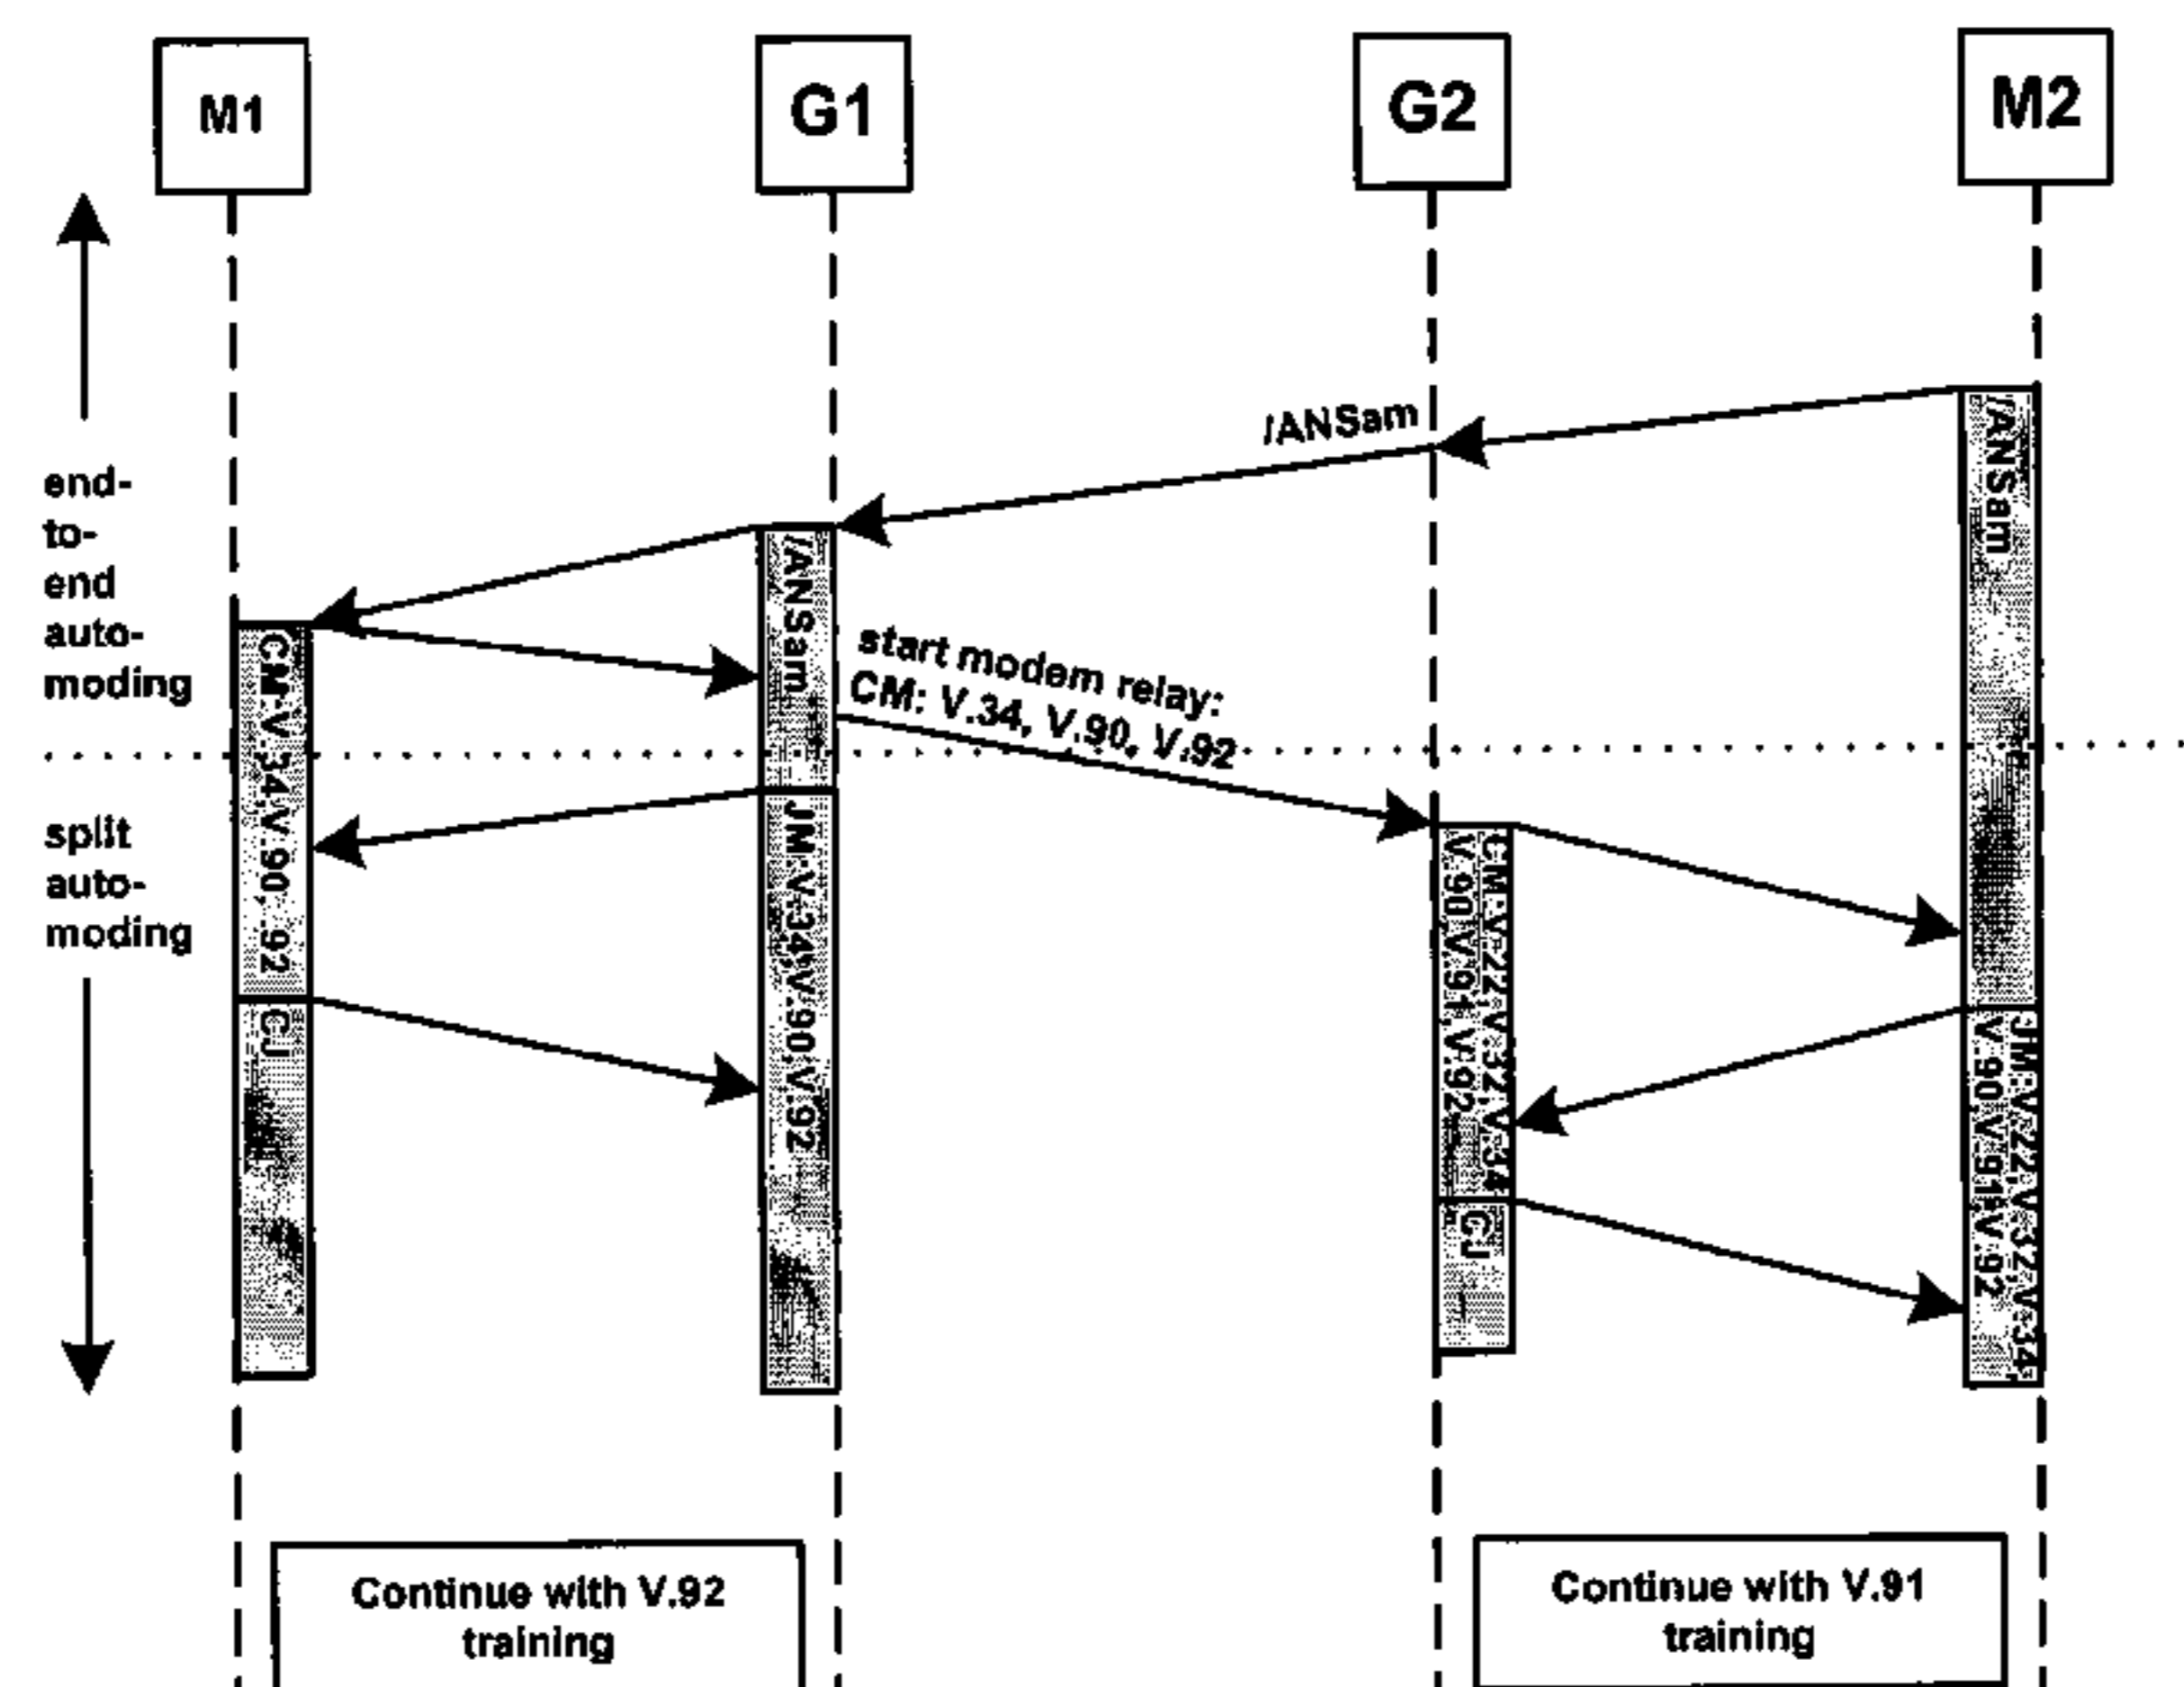 M1
G1
G2
M2
/ANSam
/ANSam
/ANSam
end-
to-
end
auto-
moding
start modem relay:
CM: V.34, V.90, V.92
CM:V.34,V.90,.92
split
auto-
moding
JM:V.34,V.90,V.92
CM:V.22,V.32,V.34
V.90,V.91,V.92
CJ
JM:V.22,V.32,V.34
V.90,V.91,V.92
CJ
Continue with V.92
training
Continue with V.91
training